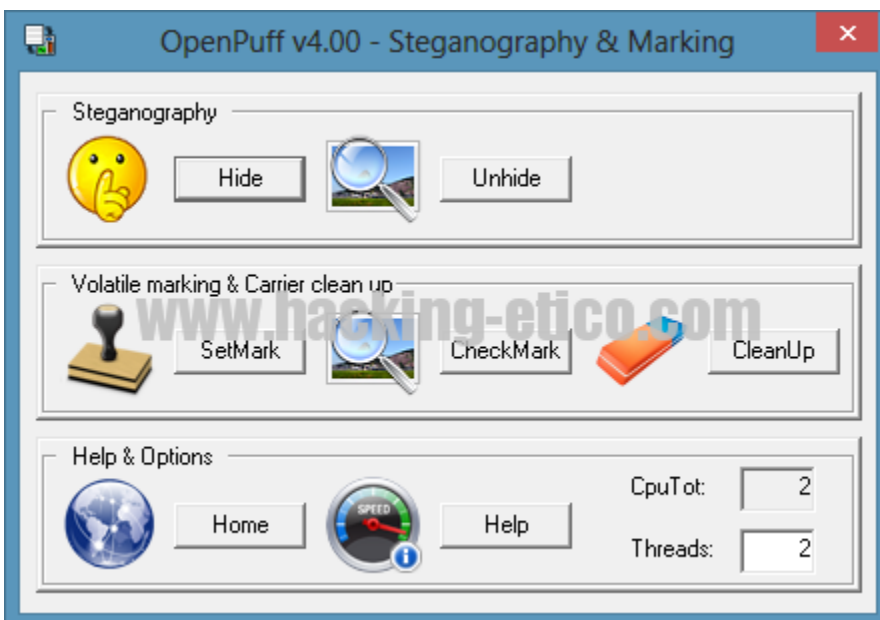 OpenPuff v4.00 - Steganography & Marking
Steganography
Hide
Unhide
Volatile marking & Carrier clean up
www.hacking-etico.com
SetMark
CheckMark
CleanUp
Help & Options
Home
SPEED
Help
CpuTot: 2
Threads: 2